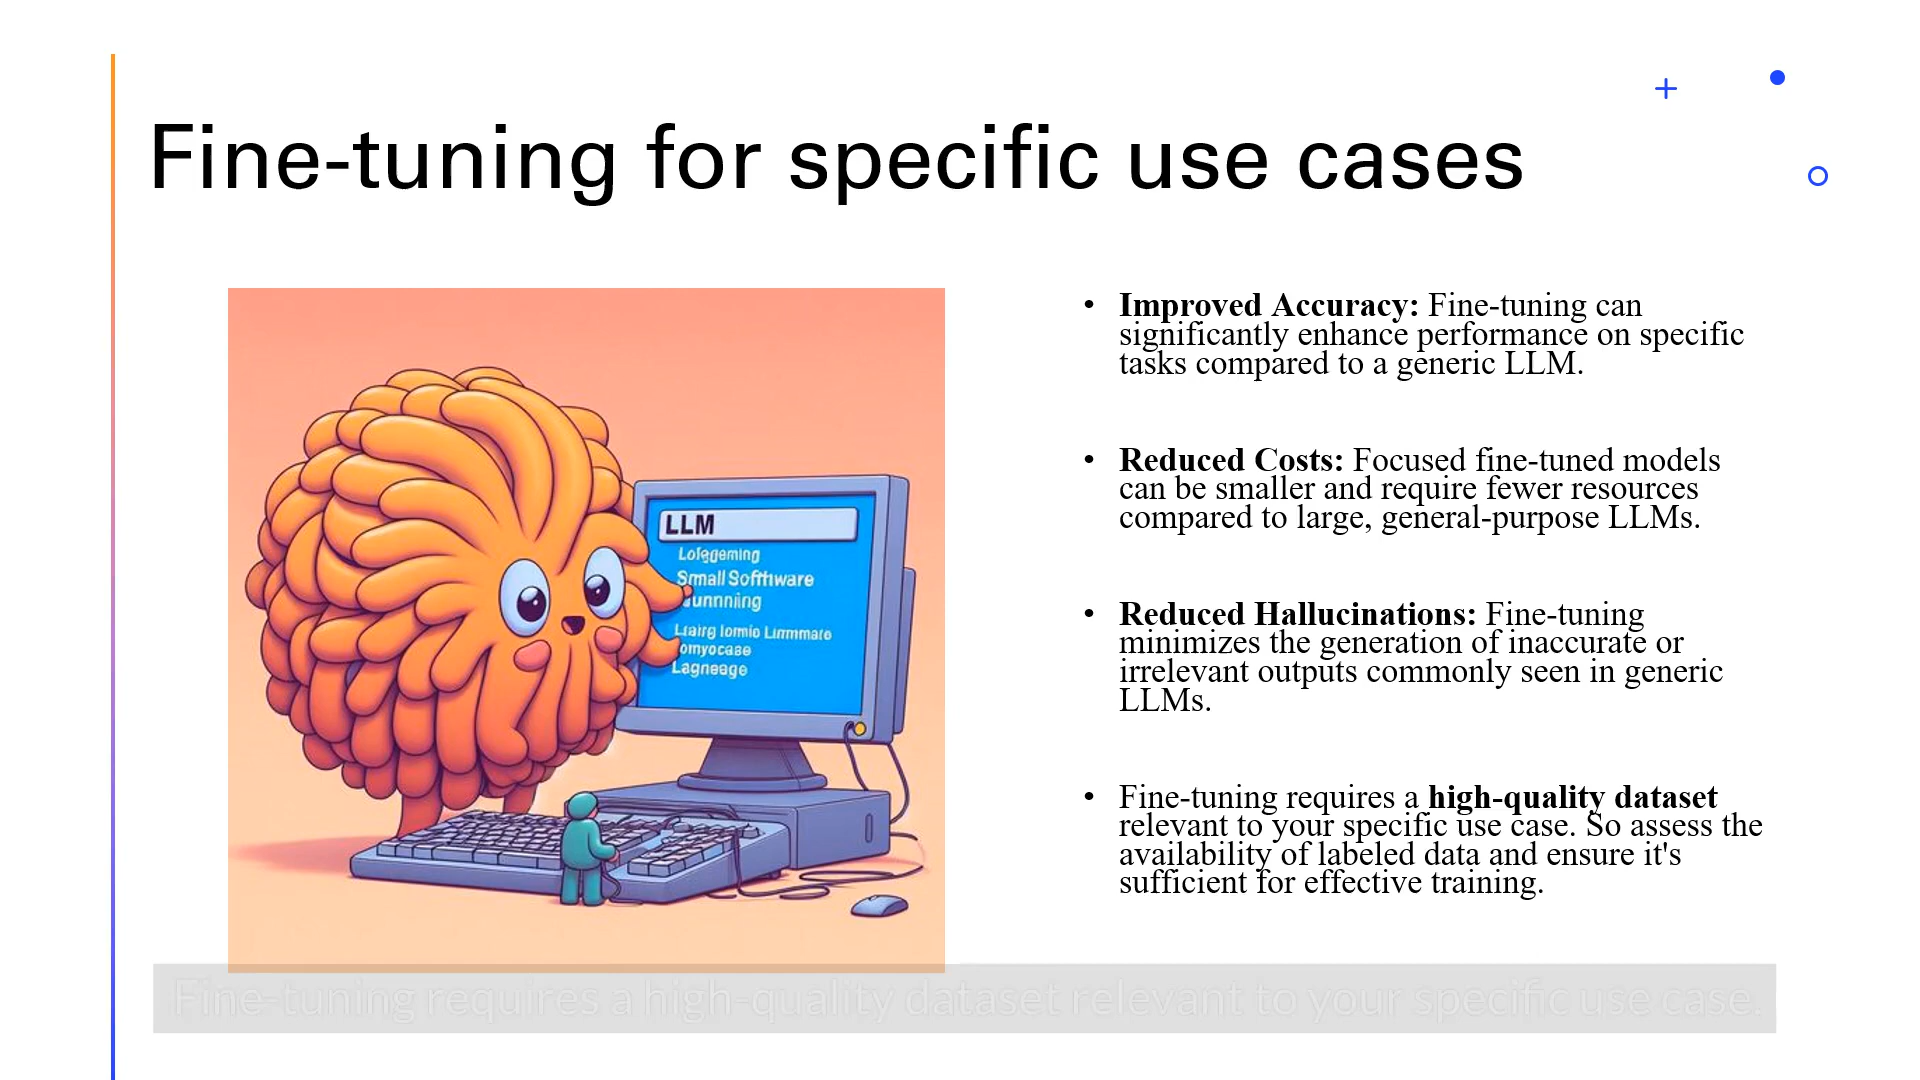 Fine-tuning for specific use cases
LLM
Lofegeming
Small Sofftware
unnning
Lagneage
• Improved Accuracy: Fine-tuning can
significantly enhance performance on specific
tasks compared to a generic LLM.
• Reduced Costs: Focused fine-tuned models
can be smaller and require fewer resources
compared to large, general-purpose LLMs.
• Reduced Hallucinations: Fine-tuning
minimizes the generation of inaccurate or
irrelevant outputs commonly seen in generic
LLMs.
• Fine-tuning requires a high-quality dataset
relevant to your specific use case. So assess the
availability of labeled data and ensure it's
sufficient for effective training.
Fine-tuning requires a high-quality dataset relevant to your specific use case.